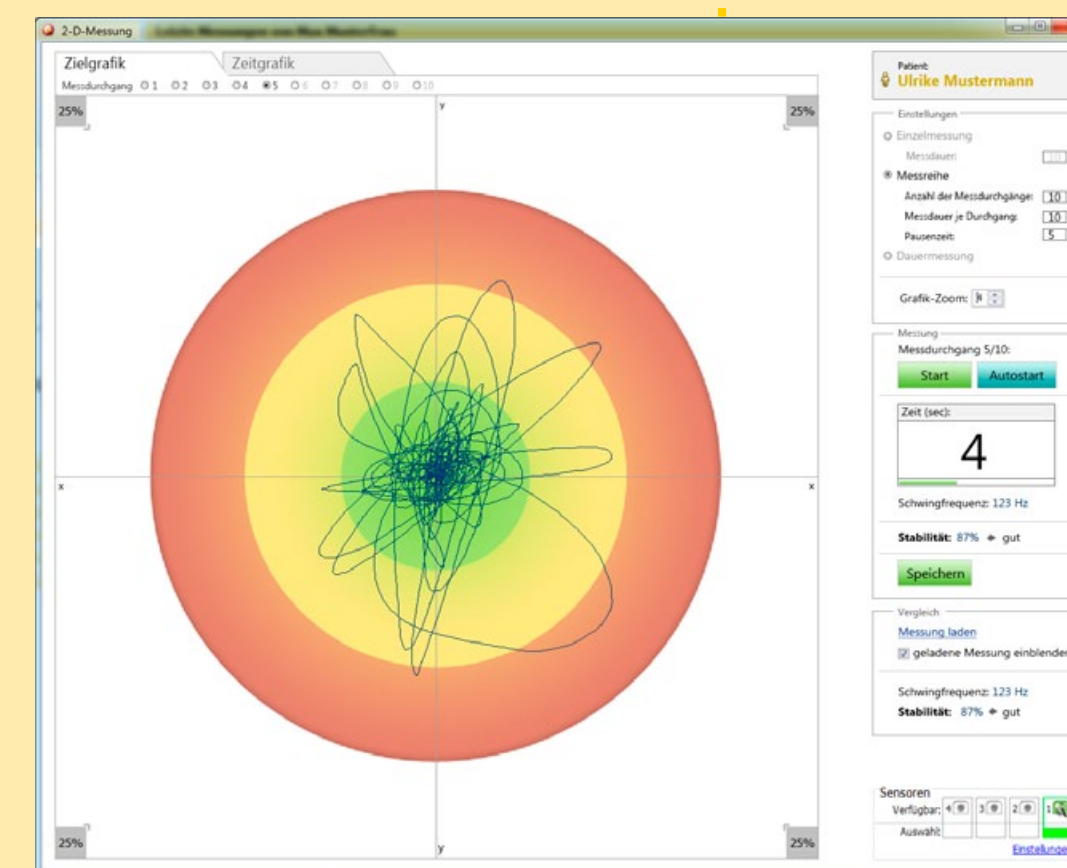 2-D-Messung
Zielgrafik
Zeitgrafik
Messdurchgang 1 2 3 4 5 6 7 8 9 10
25%
y
25%
x
x
25%
y
25%
Patient:
Ulrike Mustermann
Einstellungen
Einzelmessung
Messdauer: 10
Messreihe
Anzahl der Messdurchgänge: 10
Messdauer je Durchgang: 10
Pausenzeit: 5
Dauermessung
Grafik-Zoom:
Messung
Messdurchgang 5/10:
Start
Autostart
Zeit (sec):
4
Schwingfrequenz: 123 Hz
Stabilität: 87% gut
Speichern
Vergleich
Messung laden
geladene Messung einblenden
Schwingfrequenz: 123 Hz
Stabilität: 87% gut
Sensoren
Verfügbar: 4 3 2 1
Auswahl:
Einstellunge